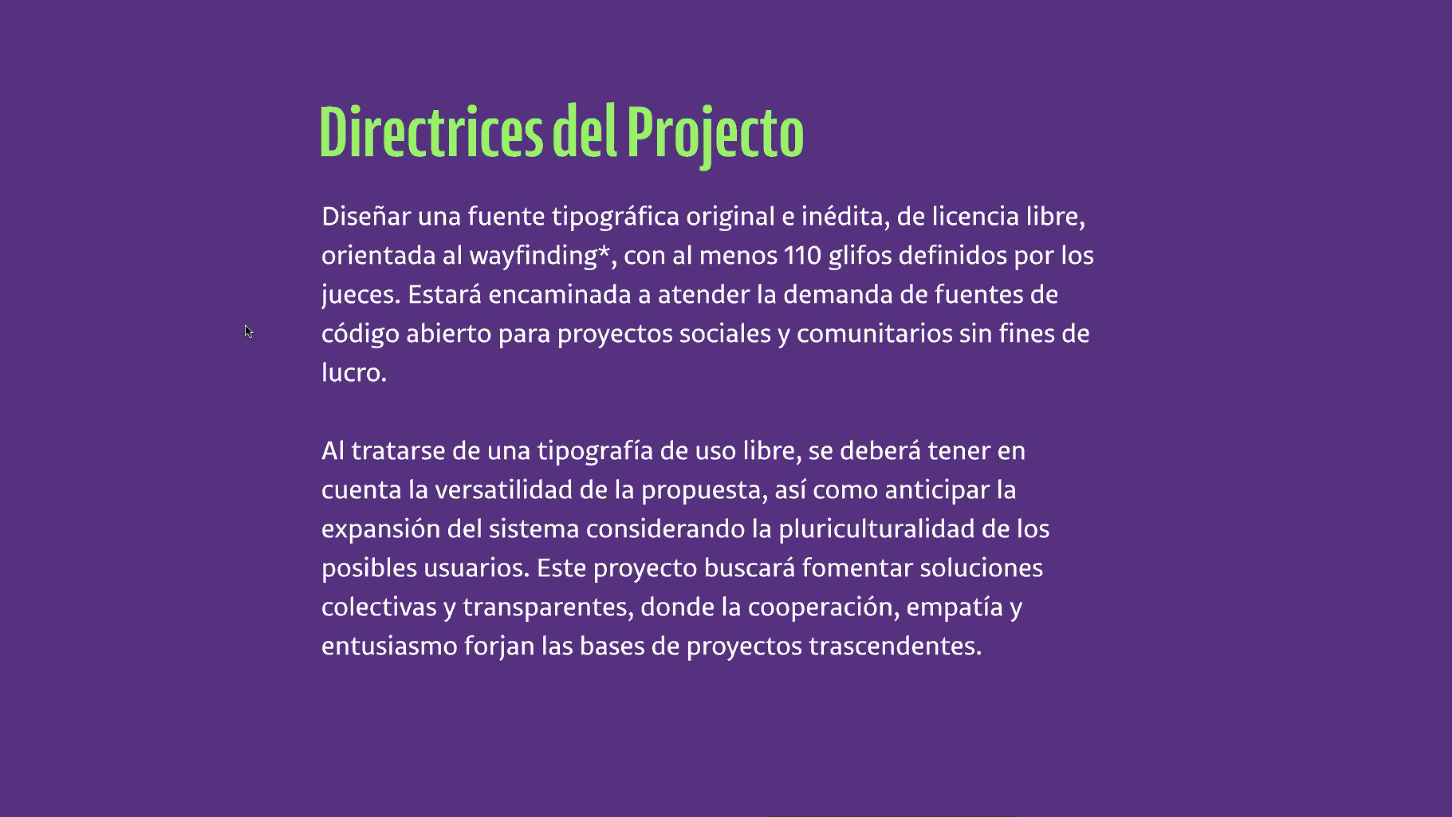 Directrices del Projecto
Diseñar una fuente tipográfica original e inédita, de licencia libre,
orientada al wayfinding*, con al menos 110 glifos definidos por los
jueces. Estará encaminada a atender la demanda de fuentes de
código abierto para proyectos sociales y comunitarios sin fines de
lucro.
Al tratarse de una tipografía de uso libre, se deberá tener en
cuenta la versatilidad de la propuesta, así como anticipar la
expansión del sistema considerando la pluriculturalidad de los
posibles usuarios. Este proyecto buscará fomentar soluciones
colectivas y transparentes, donde la cooperación, empatía y
entusiasmo forjan las bases de proyectos trascendentes.